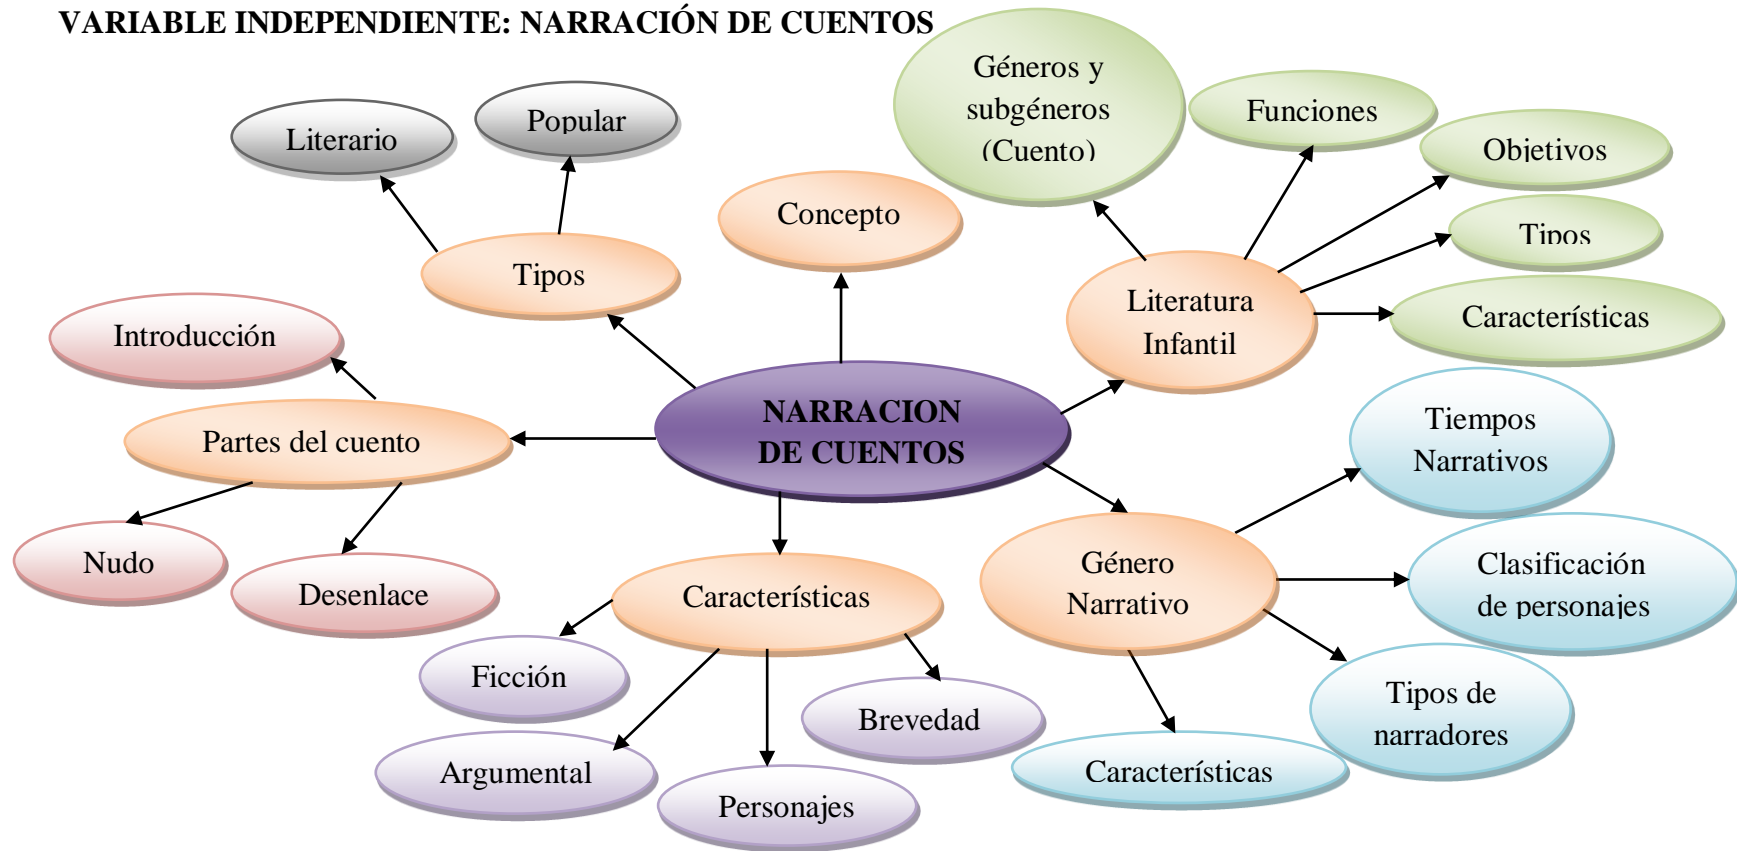 VARIABLE INDEPENDIENTE: NARRACIÓN DE CUENTOS
Géneros y
subgéneros
(Cuento)
Funciones
Objetivos
Tipos
Características
Literario
Popular
Concepto
Tipos
Literatura
Infantil
Introducción
Partes del cuento
NARRACION
DE CUENTOS
Tiempos
Narrativos
Nudo
Desenlace
Características
Género
Narrativo
Clasificación
de personajes
Ficción
Brevedad
Tipos de
narradores
Argumental
Personajes
Características